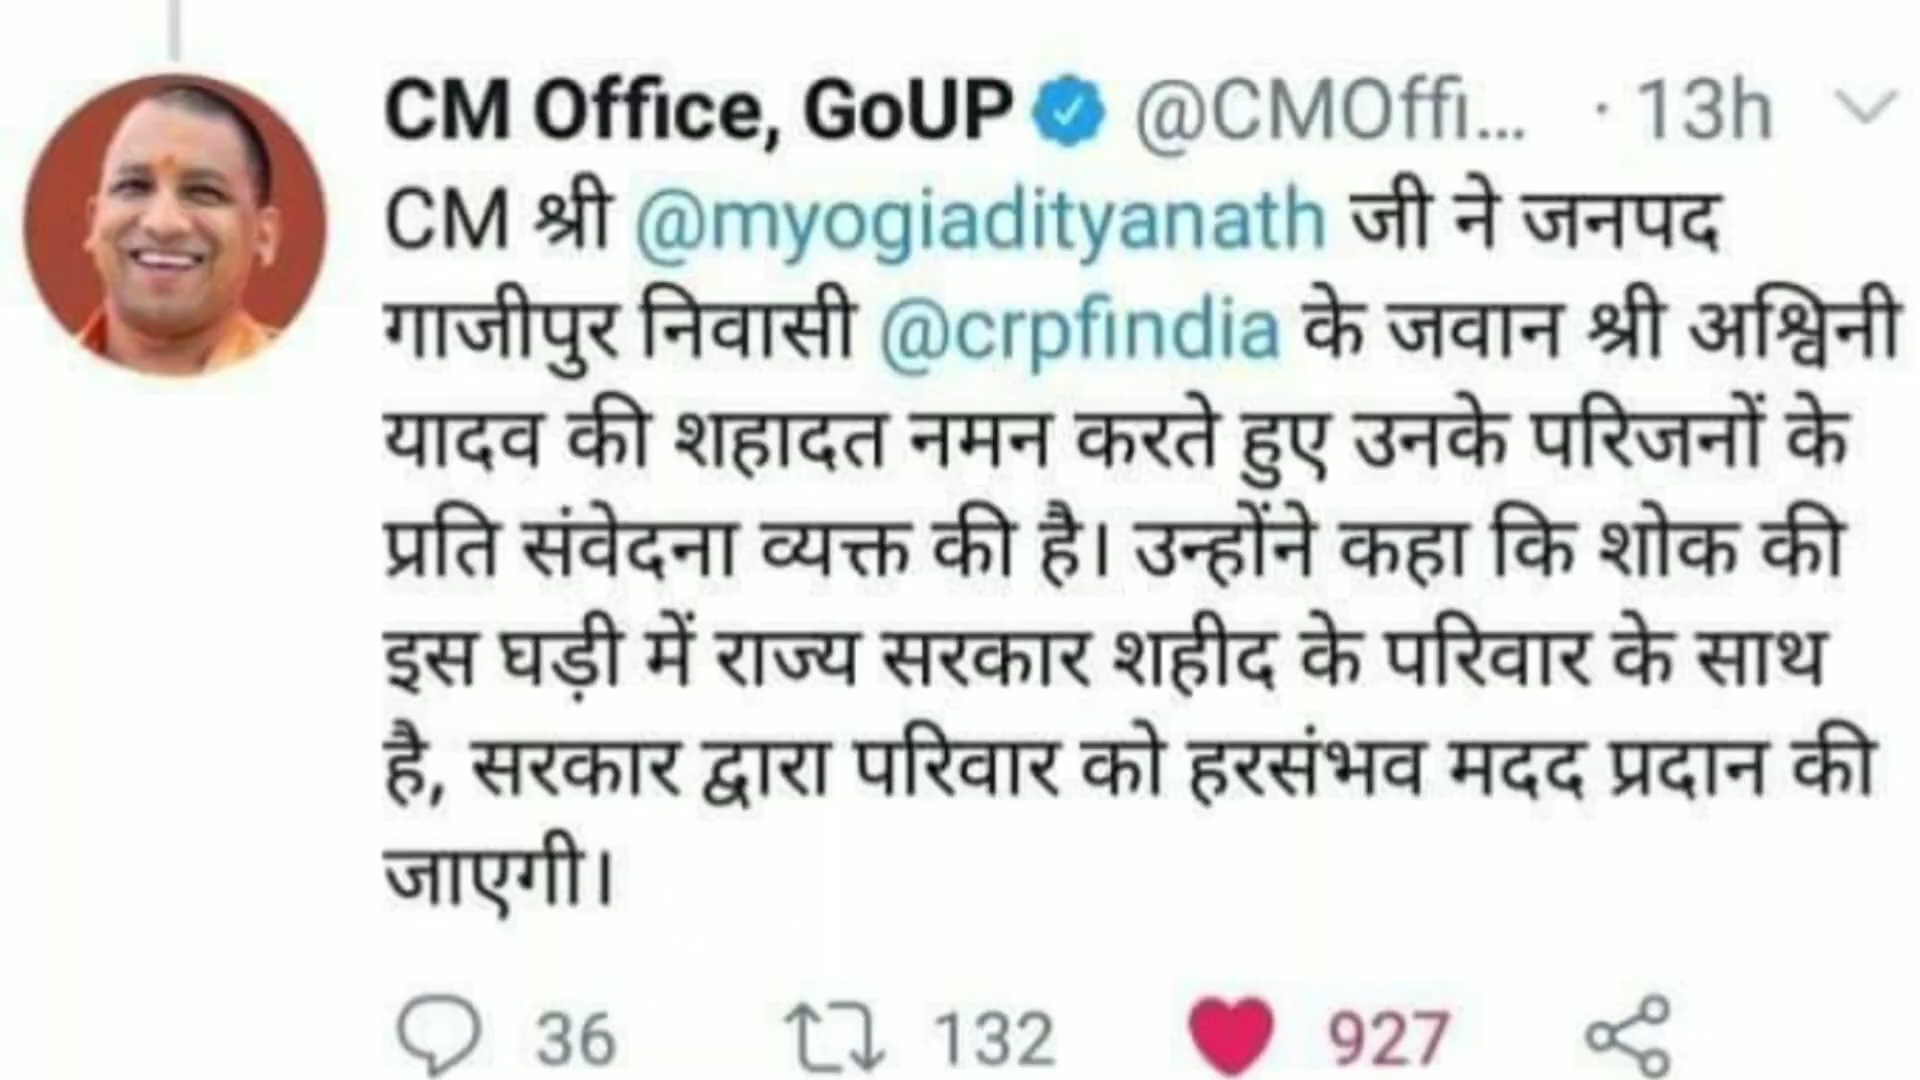 CM Office, GoUP @CMOffi... · 13h
CM श्री @myogiadityanath जी ने जनपद
गाजीपुर निवासी @crpfindia के जवान श्री अश्विनी
यादव की शहादत नमन करते हुए उनके परिजनों के
प्रति संवेदना व्यक्त की है। उन्होंने कहा कि शोक की
इस घड़ी में राज्य सरकार शहीद के परिवार के साथ
है, सरकार द्वारा परिवार को हरसंभव मदद प्रदान की
जाएगी।
36 132 927